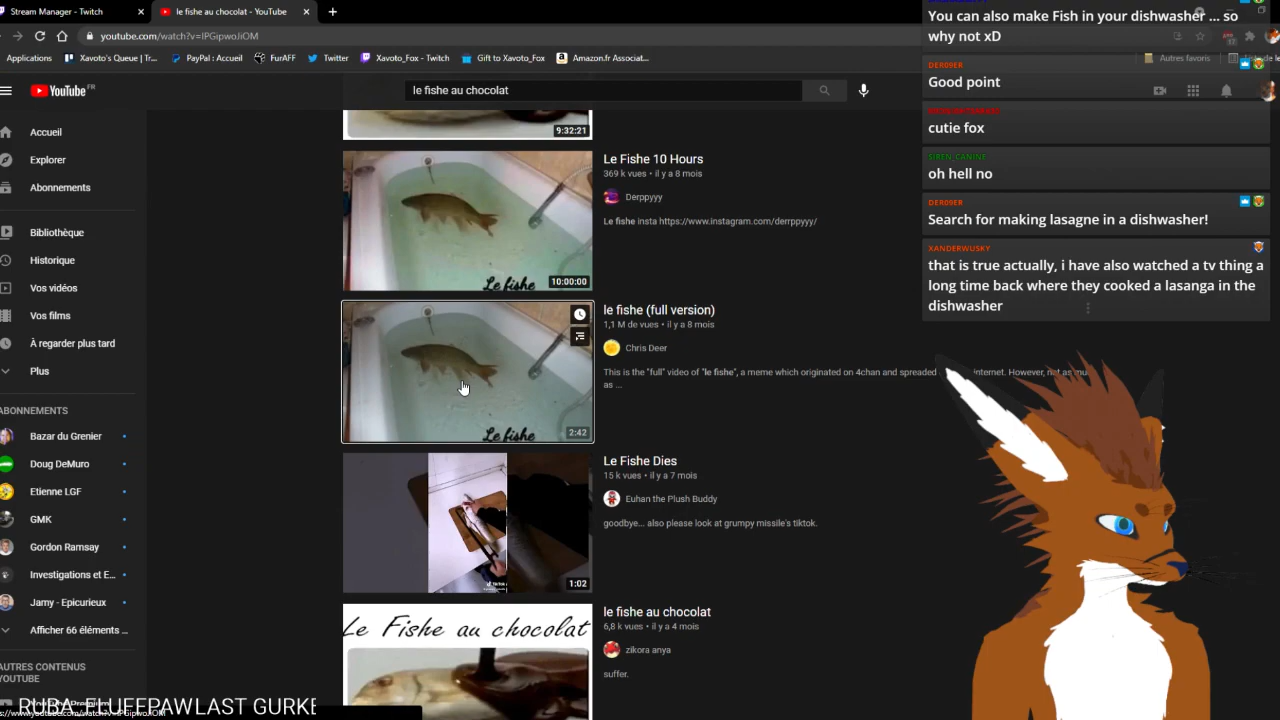 Stream Manager - Twitch
le fishe au chocolat - YouTube
youtube.com/watch?v=IPGipwoJiOM
Applications
Xavoto's Queue | Tr...
PayPal : Accueil
FurAFF
Twitter
Xavoto_Fox - Twitch
Gift to Xavoto_Fox
Amazon.fr Associat...
Autres favoris
YouTube FR
le fishe au chocolat
Accueil
Explorer
Abonnements
Bibliothèque
Historique
Vos vidéos
Vos films
À regarder plus tard
Plus
ABONNEMENTS
Bazar du Grenier
Doug DeMuro
Etienne LGF
GMK
Gordon Ramsay
Investigations et E...
Jamy - Epicurieux
Afficher 66 éléments ...
AUTRES CONTENUS
YOUTUBE
9:32:21
Le fishe
10:00:00
Le Fishe 10 Hours
369 k vues • il y a 8 mois
Derppyyy
Le fishe insta https://www.instagram.com/derrppyyy/
Le fishe
2:42
le fishe (full version)
1,1 M de vues • il y a 8 mois
Chris Deer
This is the "full" video of "le fishe", a meme which originated on 4chan and spreaded
internet. However, not as mu
as ...
1:02
Le Fishe Dies
15 k vues • il y a 7 mois
Euhan the Plush Buddy
goodbye... also please look at grumpy missile's tiktok.
Le Fishe au chocolat
le fishe au chocolat
6,8 k vues • il y a 4 mois
zikora anya
suffer.
You can also make Fish in your dishwasher ... so
why not xD
DER09ER
Good point
cutie fox
SIREN_CANINE
oh hell no
DER09ER
Search for making lasagne in a dishwasher!
XANDERWUSKY
that is true actually, i have also watched a tv thing a
long time back where they cooked a lasanga in the
dishwasher
FLUFFPAWLAST GURKE